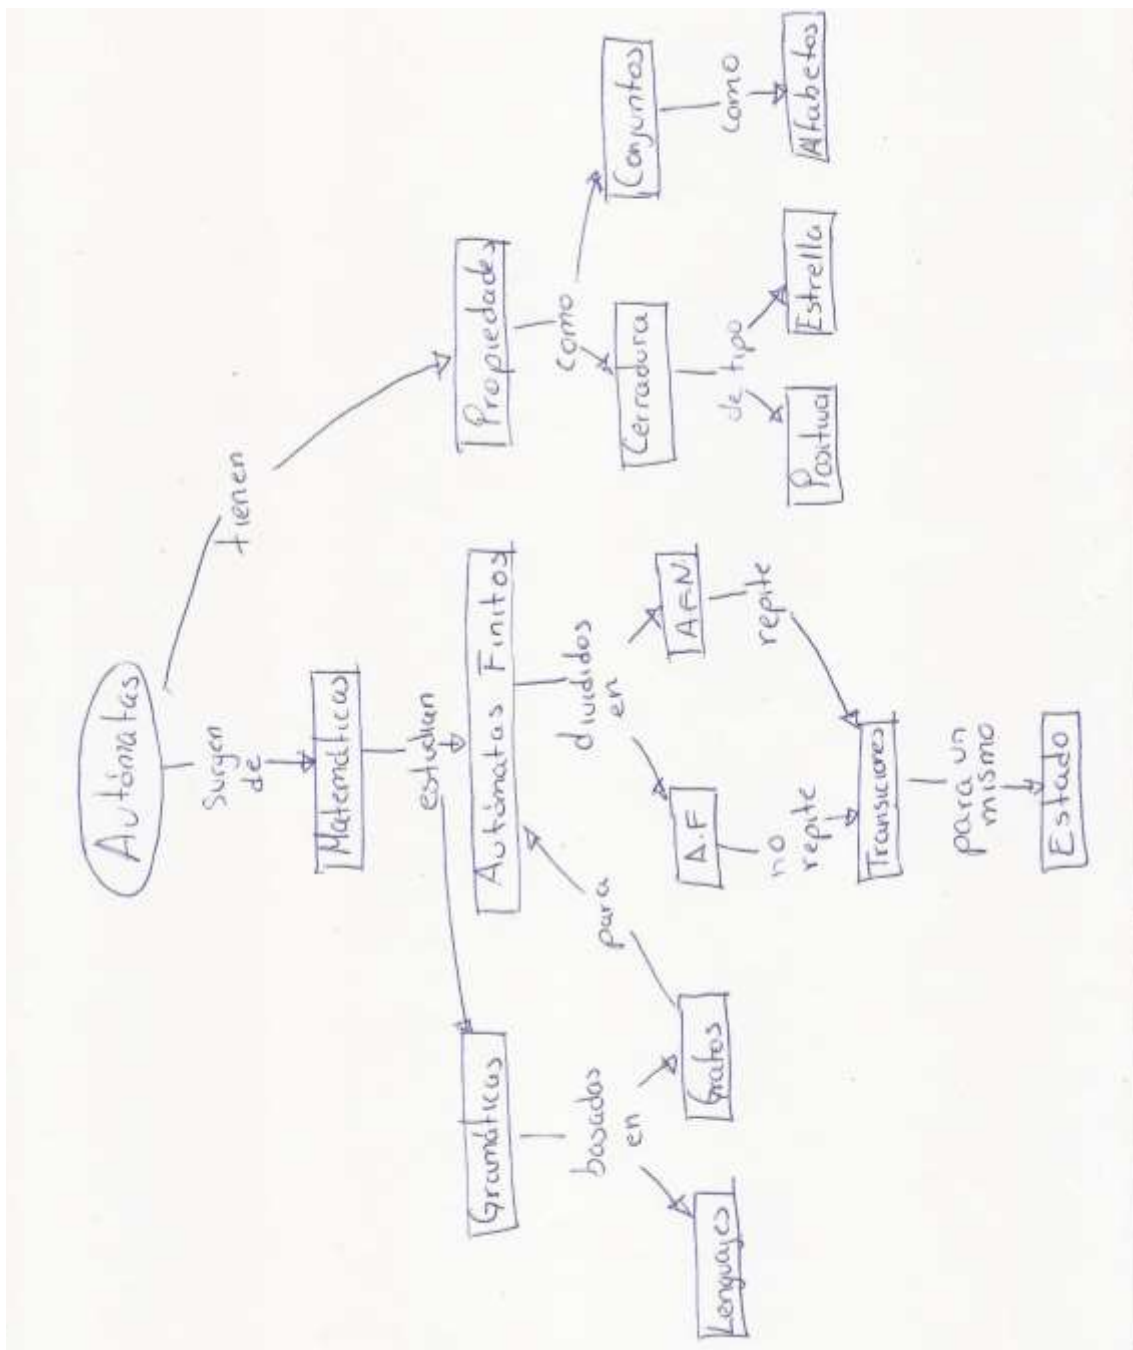 Autómatas
Surgen
de
tienen
Matemáticas
estudian
Gramáticas
Autómatas Finitos
Propiedades
basadas
en
para
divididos
en
como
Lenguajes
Grafos
A.F
AFN
Cerradura
Conjuntos
no
repite
repite
de tipo
como
Positiva
Estrella
Alfabetos
Transiciones
para un
mismo
Estado